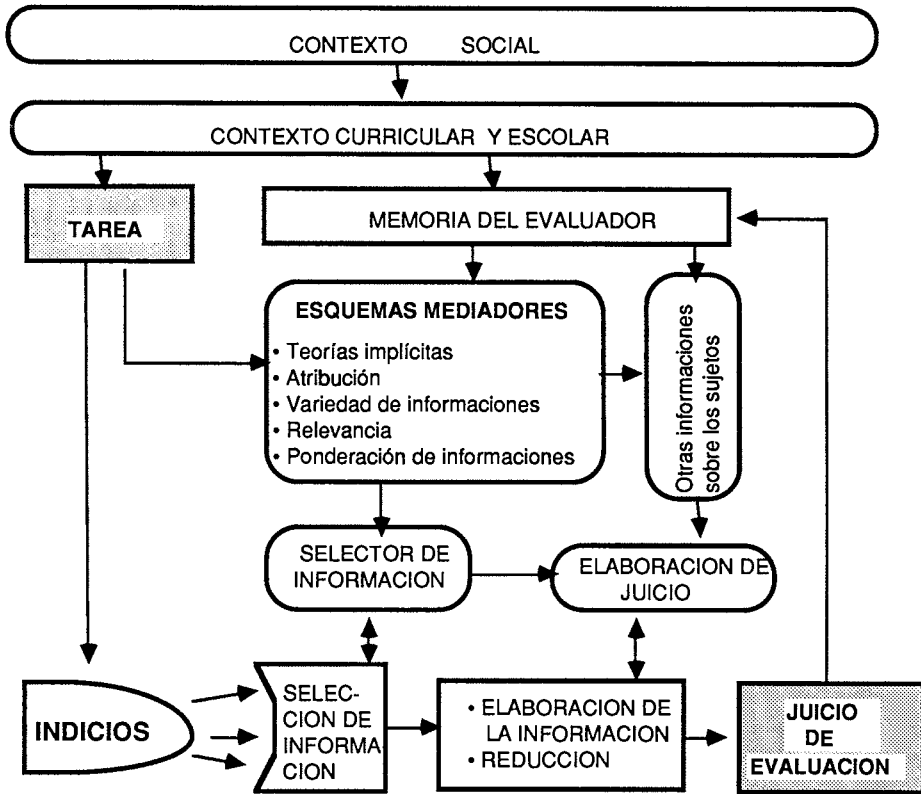 CONTEXTO SOCIAL
CONTEXTO CURRICULAR Y ESCOLAR
TAREA
MEMORIA DEL EVALUADOR
ESQUEMAS MEDIADORES
• Teorías implícitas
• Atribución
• Variedad de informaciones
• Relevancia
• Ponderación de informaciones
Otras informaciones
sobre los sujetos
SELECTOR DE
INFORMACION
ELABORACION DE
JUICIO
INDICIOS
SELEC-
CION DE
INFORMA-
CION
• ELABORACION DE
LA INFORMACION
• REDUCCION
JUICIO
DE
EVALUACION